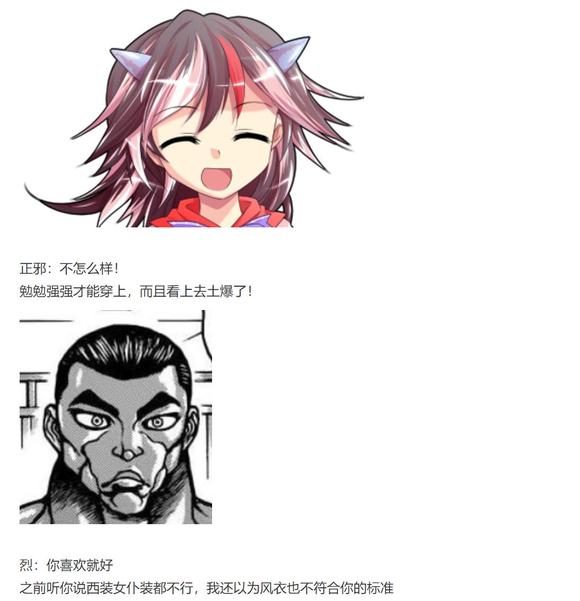 正邪：不怎么样！
勉勉强强才能穿上，而且看上去土爆了！
烈：你喜欢就好
之前听你说西装女仆装都不行，我还以为风衣也不符合你的标准